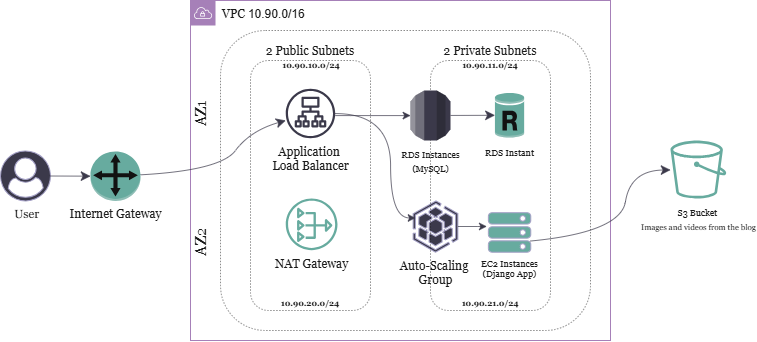 VPC 10.90.0/16
2 Public Subnets
2 Private Subnets
10.90.10.0/24
10.90.11.0/24
AZ1
Application
Load Balancer
RDS Instances
(MySQL)
R
RDS Instant
User
Internet Gateway
S3 Bucket
Images and videos from the blog
AZ2
NAT Gateway
Auto-Scaling
Group
EC2 Instances
(Django App)
10.90.20.0/24
10.90.21.0/24